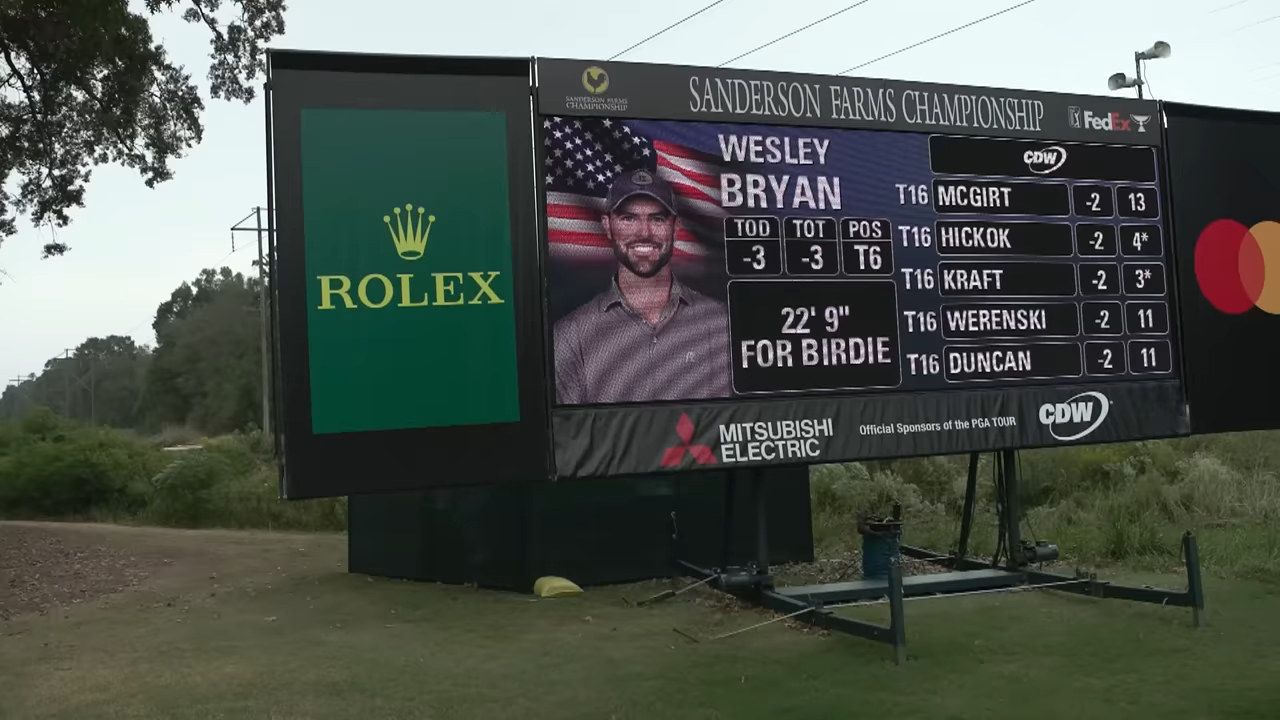 ROLEX
SANDERSON FARMS
CHAMPIONSHIP
SANDERSON FARMS CHAMPIONSHIP
FedEx
WESLEY
BRYAN
TOD TOT POS
-3 -3 T6
22' 9"
FOR BIRDIE
CDW
T16 MCGIRT -2 13
T16 HICKOK -2 4*
T16 KRAFT -2 3*
T16 WERENSKI -2 11
T16 DUNCAN -2 11
MITSUBISHI
ELECTRIC
Official Sponsors of the PGA TOUR
CDW